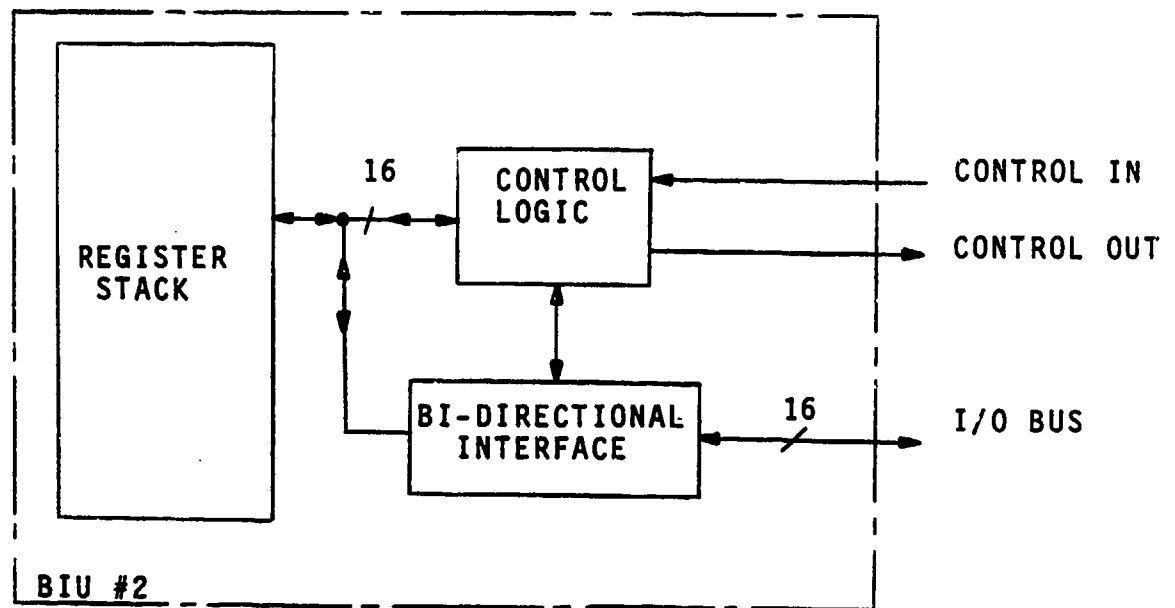 16
CONTROL
LOGIC
CONTROL IN
CONTROL OUT
REGISTER
STACK
BI-DIRECTIONAL
INTERFACE
16
I/O BUS
BIU #2